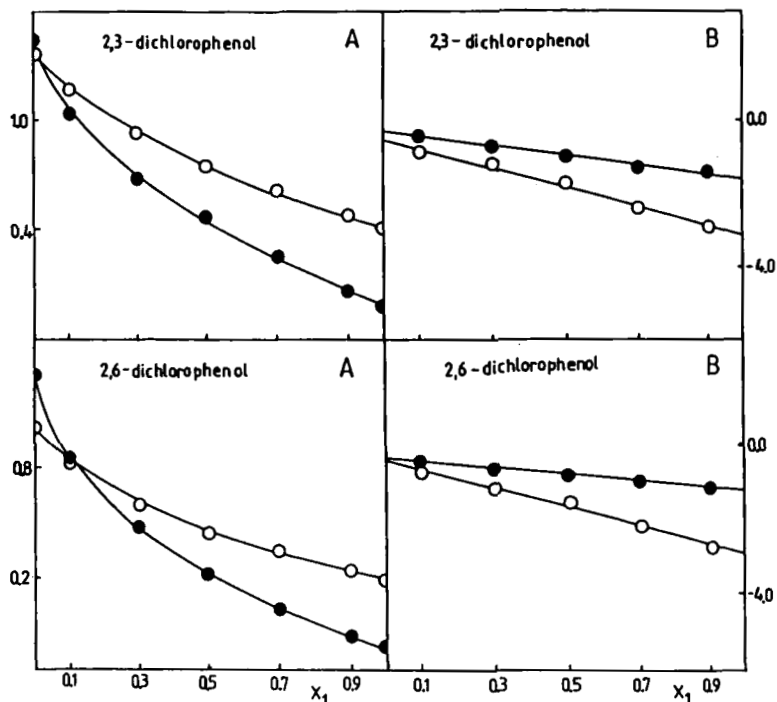 2,3-dichlorophenol A
2,3-dichlorophenol B
1.0
0.4
0.0
-4.0
2,6-dichlorophenol A
2,6-dichlorophenol B
0.8
0.2
0.0
-4.0
0.1 0.3 0.5 0.7 0.9
X1
0.1 0.3 0.5 0.7 0.9
X1